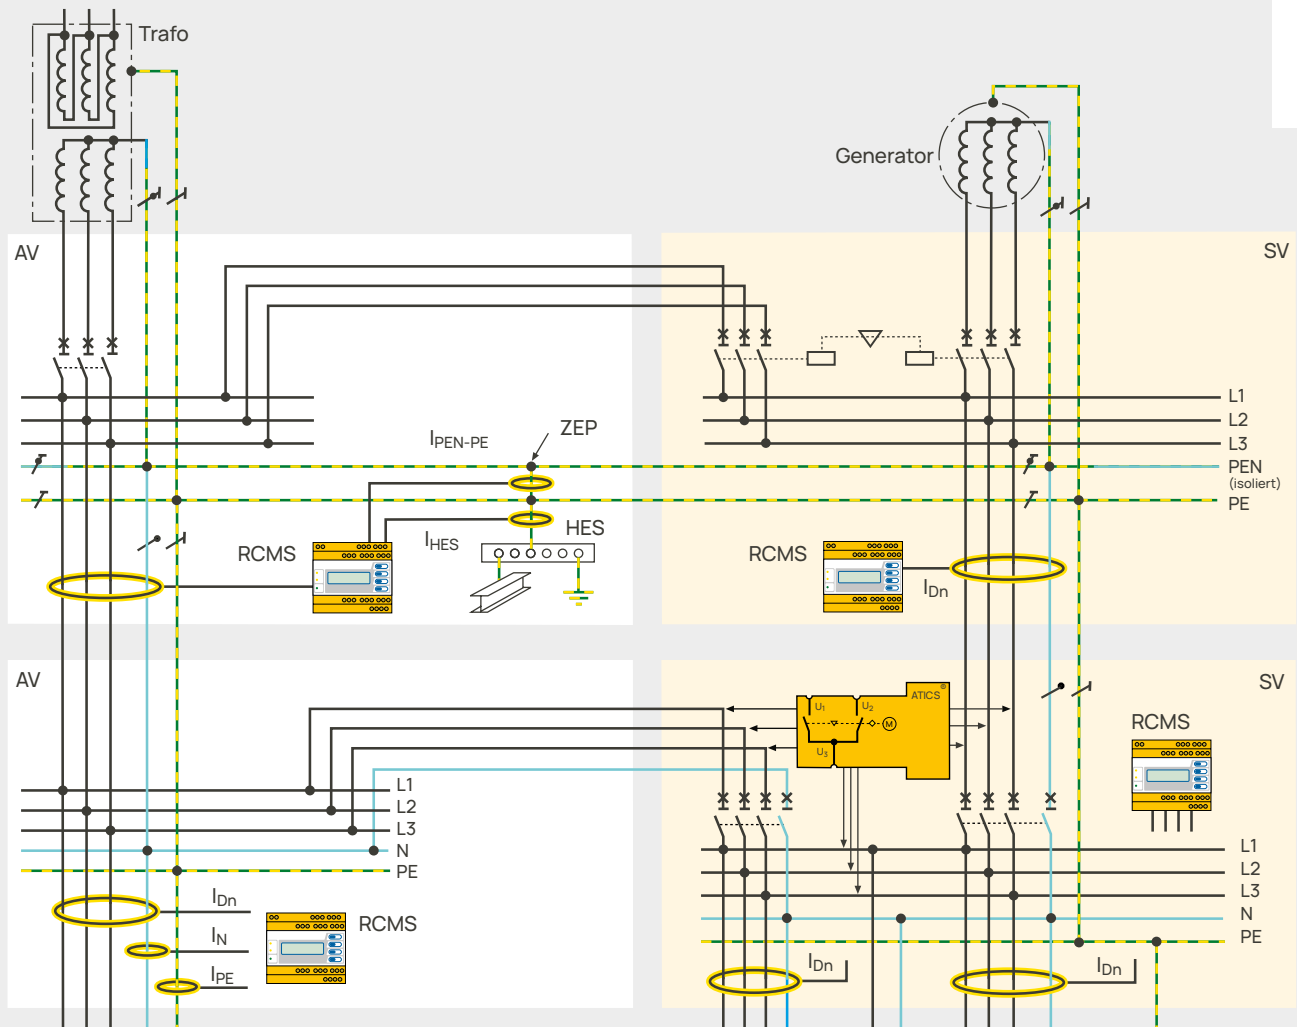 Trafo
Generator
AV
SV
L1
L2
L3
PEN
(isoliert)
PE
IPEN-PE
ZEP
IHES
HES
RCMS
RCMS
IDn
AV
SV
ATICS®
U1
U2
M
U3
RCMS
L1
L2
L3
N
PE
L1
L2
L3
N
PE
IDn
IN
IPE
RCMS
IDn
IDn